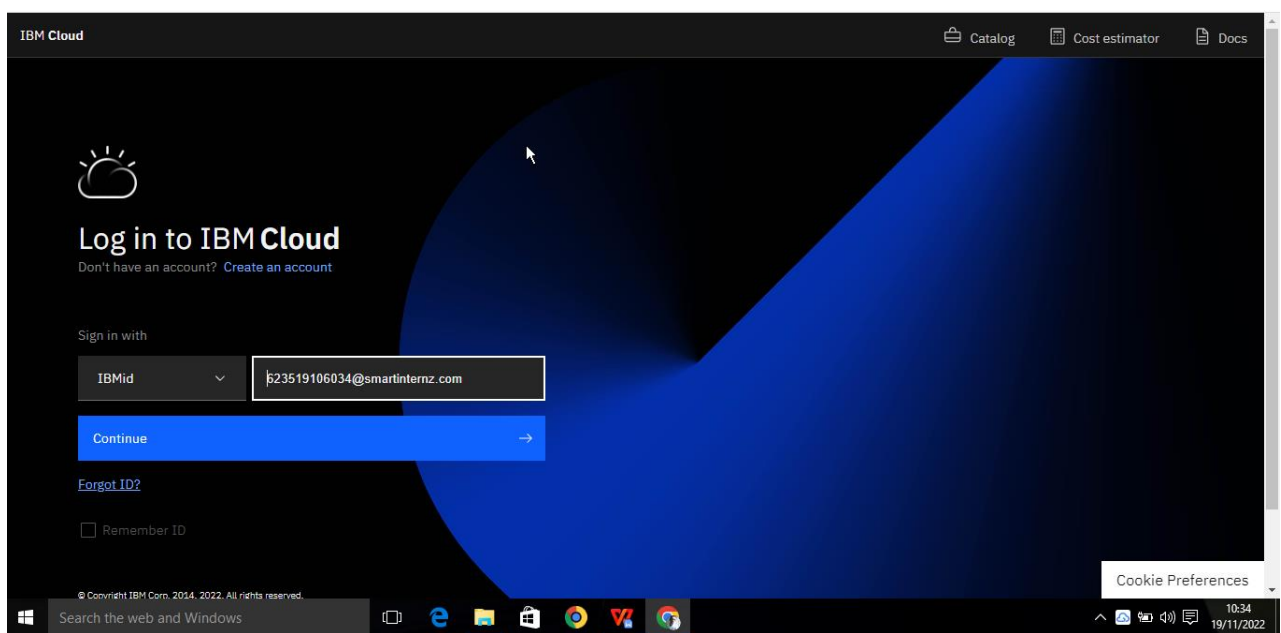 IBM Cloud
Catalog
Cost estimator
Docs
Log in to IBM Cloud
Don't have an account? Create an account
Sign in with
IBMid
623519106034@smartinternz.com
Continue
Forgot ID?
Remember ID
Cookie Preferences
© Copyright IBM Corp. 2014, 2022. All rights reserved.
Search the web and Windows
10:34
19/11/2022